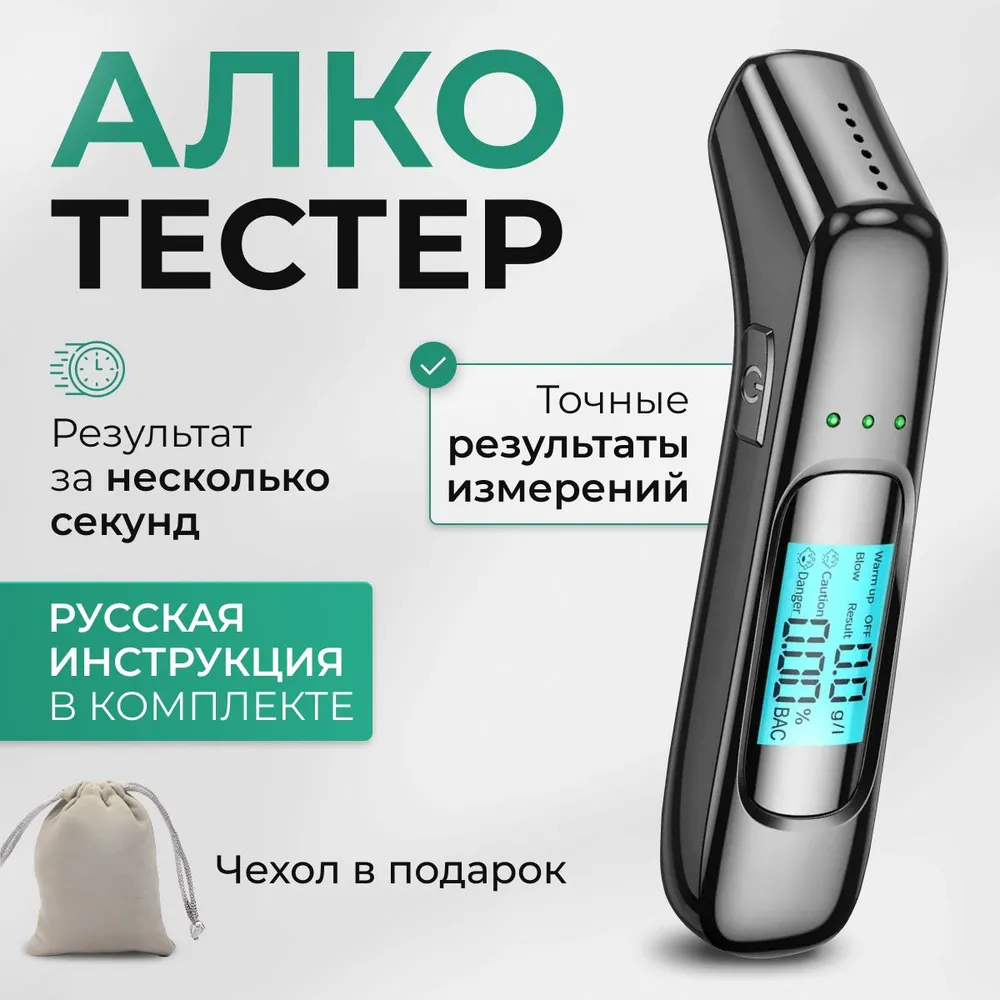 АЛКО
ТЕСТЕР
Результат
за несколько
секунд
Точные
результаты
измерений
РУССКАЯ
ИНСТРУКЦИЯ
В КОМПЛЕКТЕ
Чехол в подарок
Warm up OFF
Blow Result
0.0 g/l
Caution
Danger
0.00 % BAC